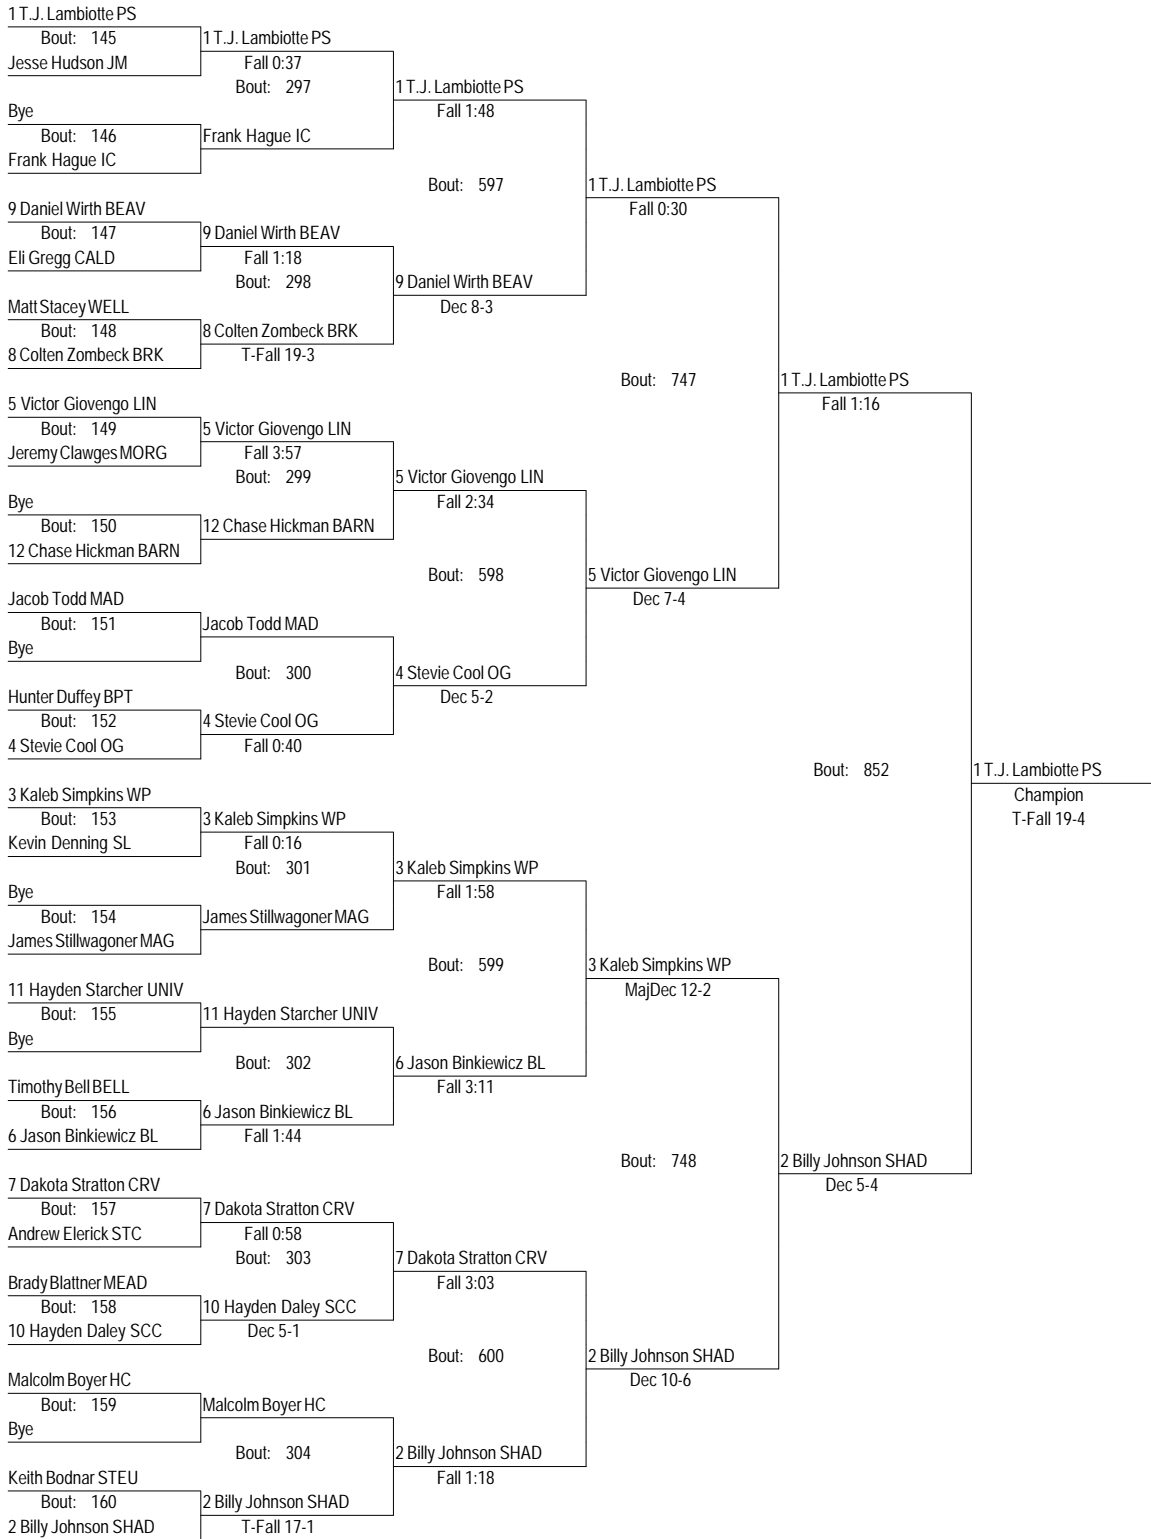 1 T.J. Lambiotte PS
Bout: 145
1 T.J. Lambiotte PS
Jesse Hudson JM
Fall 0:37
Bout: 297
1 T.J. Lambiotte PS
Bye
Fall 1:48
Bout: 146
Frank Hague IC
Frank Hague IC
Bout: 597
1 T.J. Lambiotte PS
9 Daniel Wirth BEAV
Fall 0:30
Bout: 147
9 Daniel Wirth BEAV
Eli Gregg CALD
Fall 1:18
Bout: 298
9 Daniel Wirth BEAV
Matt Stacey WELL
Dec 8-3
Bout: 148
8 Colten Zombeck BRK
8 Colten Zombeck BRK
T-Fall 19-3
Bout: 747
1 T.J. Lambiotte PS
5 Victor Giovengo LIN
Fall 1:16
Bout: 149
5 Victor Giovengo LIN
Jeremy Clawges MORG
Fall 3:57
Bout: 299
5 Victor Giovengo LIN
Bye
Fall 2:34
Bout: 150
12 Chase Hickman BARN
12 Chase Hickman BARN
Bout: 598
5 Victor Giovengo LIN
Jacob Todd MAD
Dec 7-4
Bout: 151
Jacob Todd MAD
Bye
Bout: 300
4 Stevie Cool OG
Hunter Duffey BPT
Dec 5-2
Bout: 152
4 Stevie Cool OG
4 Stevie Cool OG
Fall 0:40
Bout: 852
1 T.J. Lambiotte PS
3 Kaleb Simpkins WP
Champion
Bout: 153
3 Kaleb Simpkins WP
T-Fall 19-4
Kevin Denning SL
Fall 0:16
Bout: 301
3 Kaleb Simpkins WP
Bye
Fall 1:58
Bout: 154
James Stillwagoner MAG
James Stillwagoner MAG
Bout: 599
3 Kaleb Simpkins WP
11 Hayden Starcher UNIV
MajDec 12-2
Bout: 155
11 Hayden Starcher UNIV
Bye
Bout: 302
6 Jason Binkiewicz BL
Timothy Bell BELL
Fall 3:11
Bout: 156
6 Jason Binkiewicz BL
6 Jason Binkiewicz BL
Fall 1:44
Bout: 748
2 Billy Johnson SHAD
7 Dakota Stratton CRV
Dec 5-4
Bout: 157
7 Dakota Stratton CRV
Andrew Elerick STC
Fall 0:58
Bout: 303
7 Dakota Stratton CRV
Brady Blattner MEAD
Fall 3:03
Bout: 158
10 Hayden Daley SCC
10 Hayden Daley SCC
Dec 5-1
Bout: 600
2 Billy Johnson SHAD
Malcolm Boyer HC
Dec 10-6
Bout: 159
Malcolm Boyer HC
Bye
Bout: 304
2 Billy Johnson SHAD
Keith Bodnar STEU
Fall 1:18
Bout: 160
2 Billy Johnson SHAD
2 Billy Johnson SHAD
T-Fall 17-1